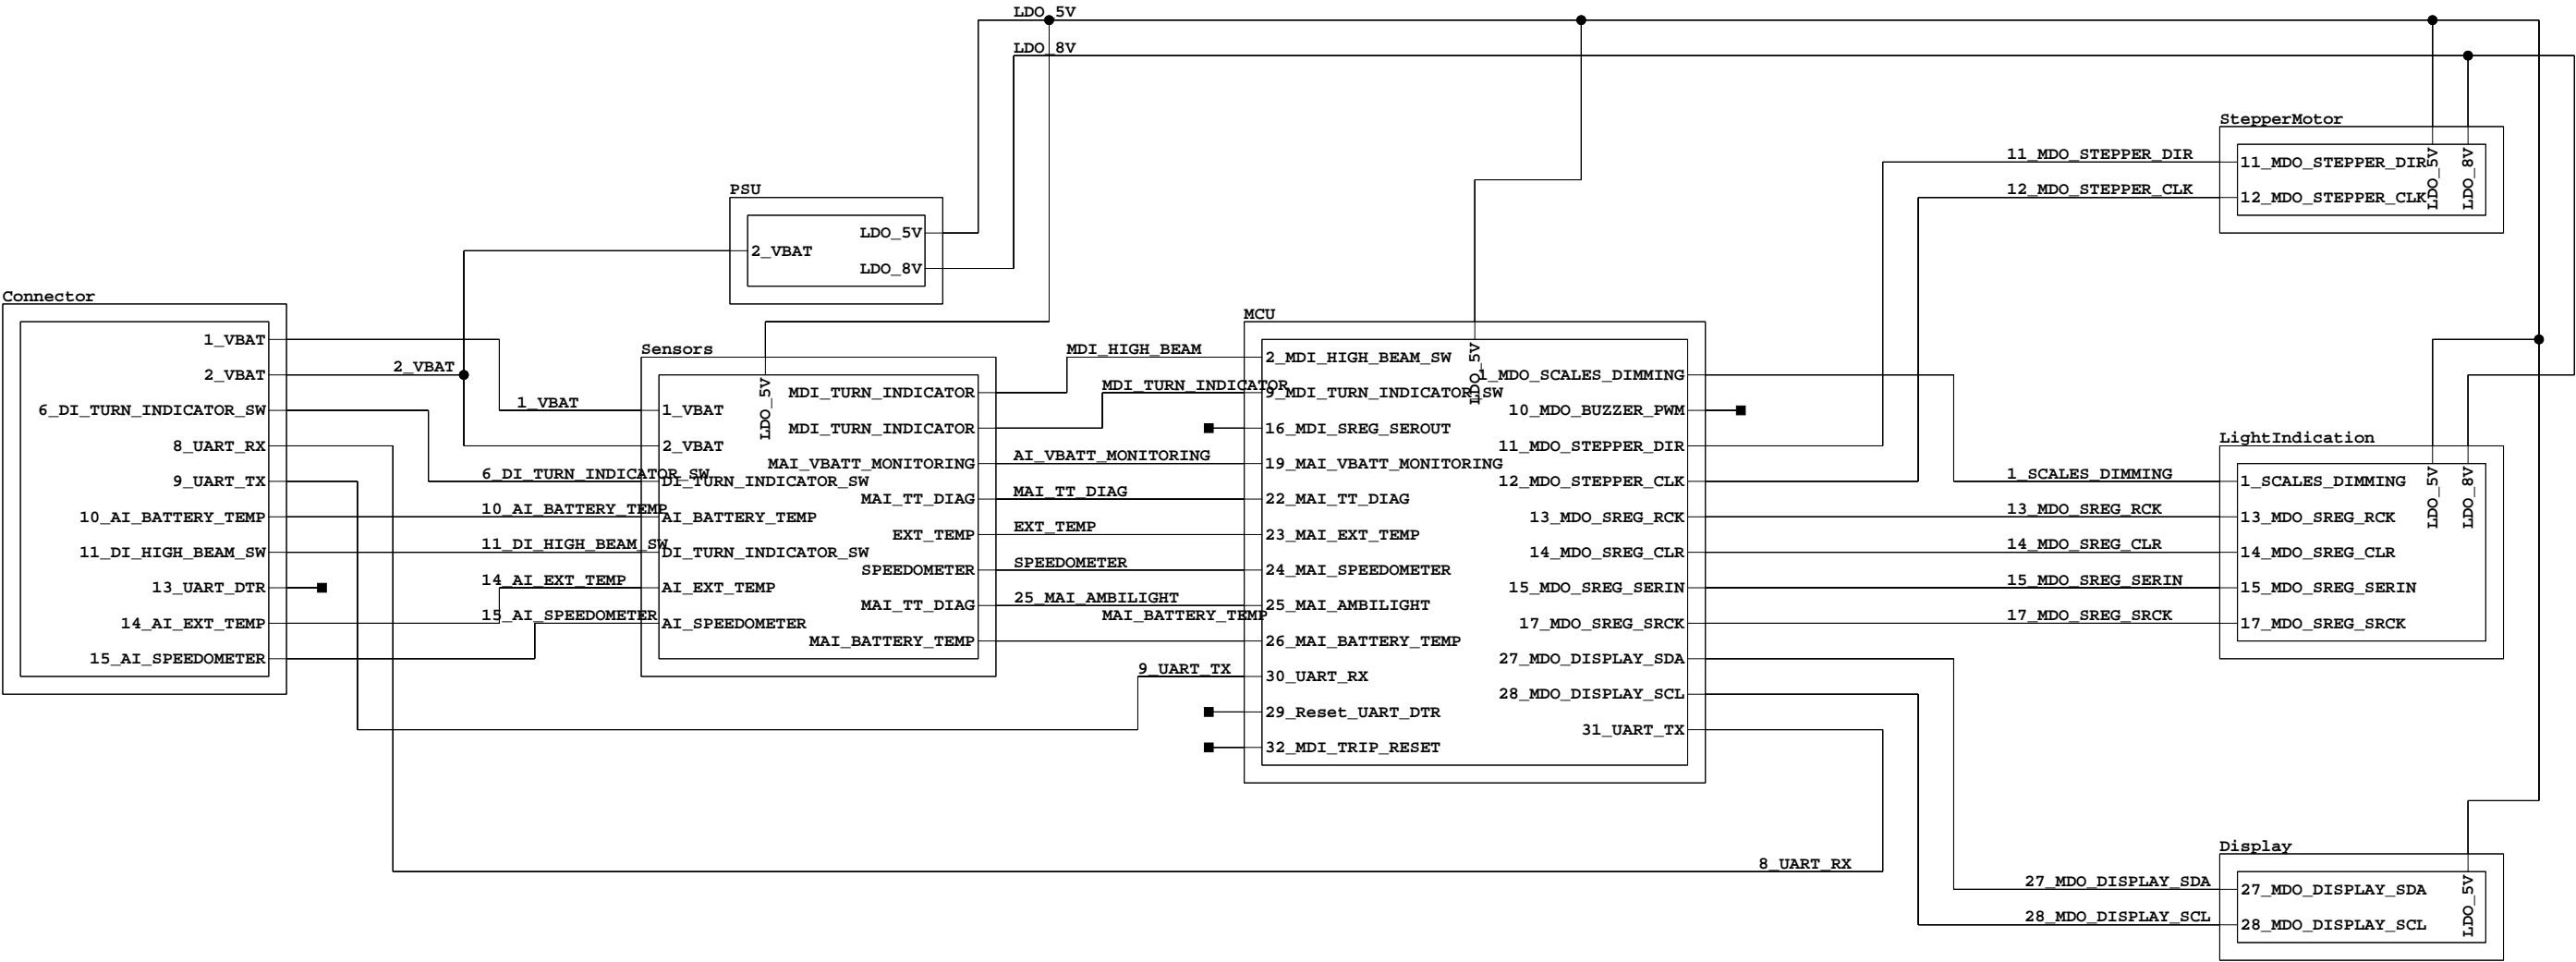 LDO_5V
LDO_8V
StepperMotor
11_MDO_STEPPER_DIR
11_MDO_STEPPER_DIR
12_MDO_STEPPER_CLK
12_MDO_STEPPER_CLK
LDO_5V
LDO_8V
PSU
2_VBAT
LDO_5V
LDO_8V
Connector
1_VBAT
2_VBAT
6_DI_TURN_INDICATOR_SW
8_UART_RX
9_UART_TX
10_AI_BATTERY_TEMP
11_DI_HIGH_BEAM_SW
13_UART_DTR
14_AI_EXT_TEMP
15_AI_SPEEDOMETER
2_VBAT
1_VBAT
6_DI_TURN_INDICATOR_SW
10_AI_BATTERY_TEMP
11_DI_HIGH_BEAM_SW
14_AI_EXT_TEMP
15_AI_SPEEDOMETER
Sensors
LDO_5V
1_VBAT
2_VBAT
DI_TURN_INDICATOR_SW
AI_BATTERY_TEMP
DI_TURN_INDICATOR_SW
AI_EXT_TEMP
AI_SPEEDOMETER
MDI_TURN_INDICATOR
MDI_TURN_INDICATOR
MAI_VBATT_MONITORING
MAI_TT_DIAG
EXT_TEMP
SPEEDOMETER
MAI_TT_DIAG
MAI_BATTERY_TEMP
MDI_HIGH_BEAM
MDI_TURN_INDICATOR
AI_VBATT_MONITORING
MAI_TT_DIAG
EXT_TEMP
SPEEDOMETER
25_MAI_AMBILIGHT
MAI_BATTERY_TEMP
9_UART_TX
MCU
LDO_5V
2_MDI_HIGH_BEAM_SW
9_MDI_TURN_INDICATOR_SW
16_MDI_SREG_SEROUT
19_MAI_VBATT_MONITORING
22_MAI_TT_DIAG
23_MAI_EXT_TEMP
24_MAI_SPEEDOMETER
25_MAI_AMBILIGHT
26_MAI_BATTERY_TEMP
30_UART_RX
29_Reset_UART_DTR
32_MDI_TRIP_RESET
1_MDO_SCALES_DIMMING
10_MDO_BUZZER_PWM
11_MDO_STEPPER_DIR
12_MDO_STEPPER_CLK
13_MDO_SREG_RCK
14_MDO_SREG_CLR
15_MDO_SREG_SERIN
17_MDO_SREG_SRCK
27_MDO_DISPLAY_SDA
28_MDO_DISPLAY_SCL
31_UART_TX
8_UART_RX
1_SCALES_DIMMING
13_MDO_SREG_RCK
14_MDO_SREG_CLR
15_MDO_SREG_SERIN
17_MDO_SREG_SRCK
LightIndication
1_SCALES_DIMMING
13_MDO_SREG_RCK
14_MDO_SREG_CLR
15_MDO_SREG_SERIN
17_MDO_SREG_SRCK
LDO_5V
LDO_8V
27_MDO_DISPLAY_SDA
28_MDO_DISPLAY_SCL
Display
27_MDO_DISPLAY_SDA
28_MDO_DISPLAY_SCL
LDO_5V